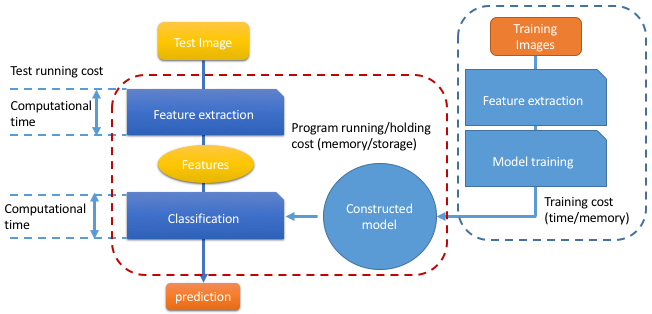 Test Image
Training
Images
Test running cost
Computational
time
Feature extraction
Program running/holding
cost (memory/storage)
Feature extraction
Features
Model training
Computational
time
Classification
Constructed
model
Training cost
(time/memory)
prediction